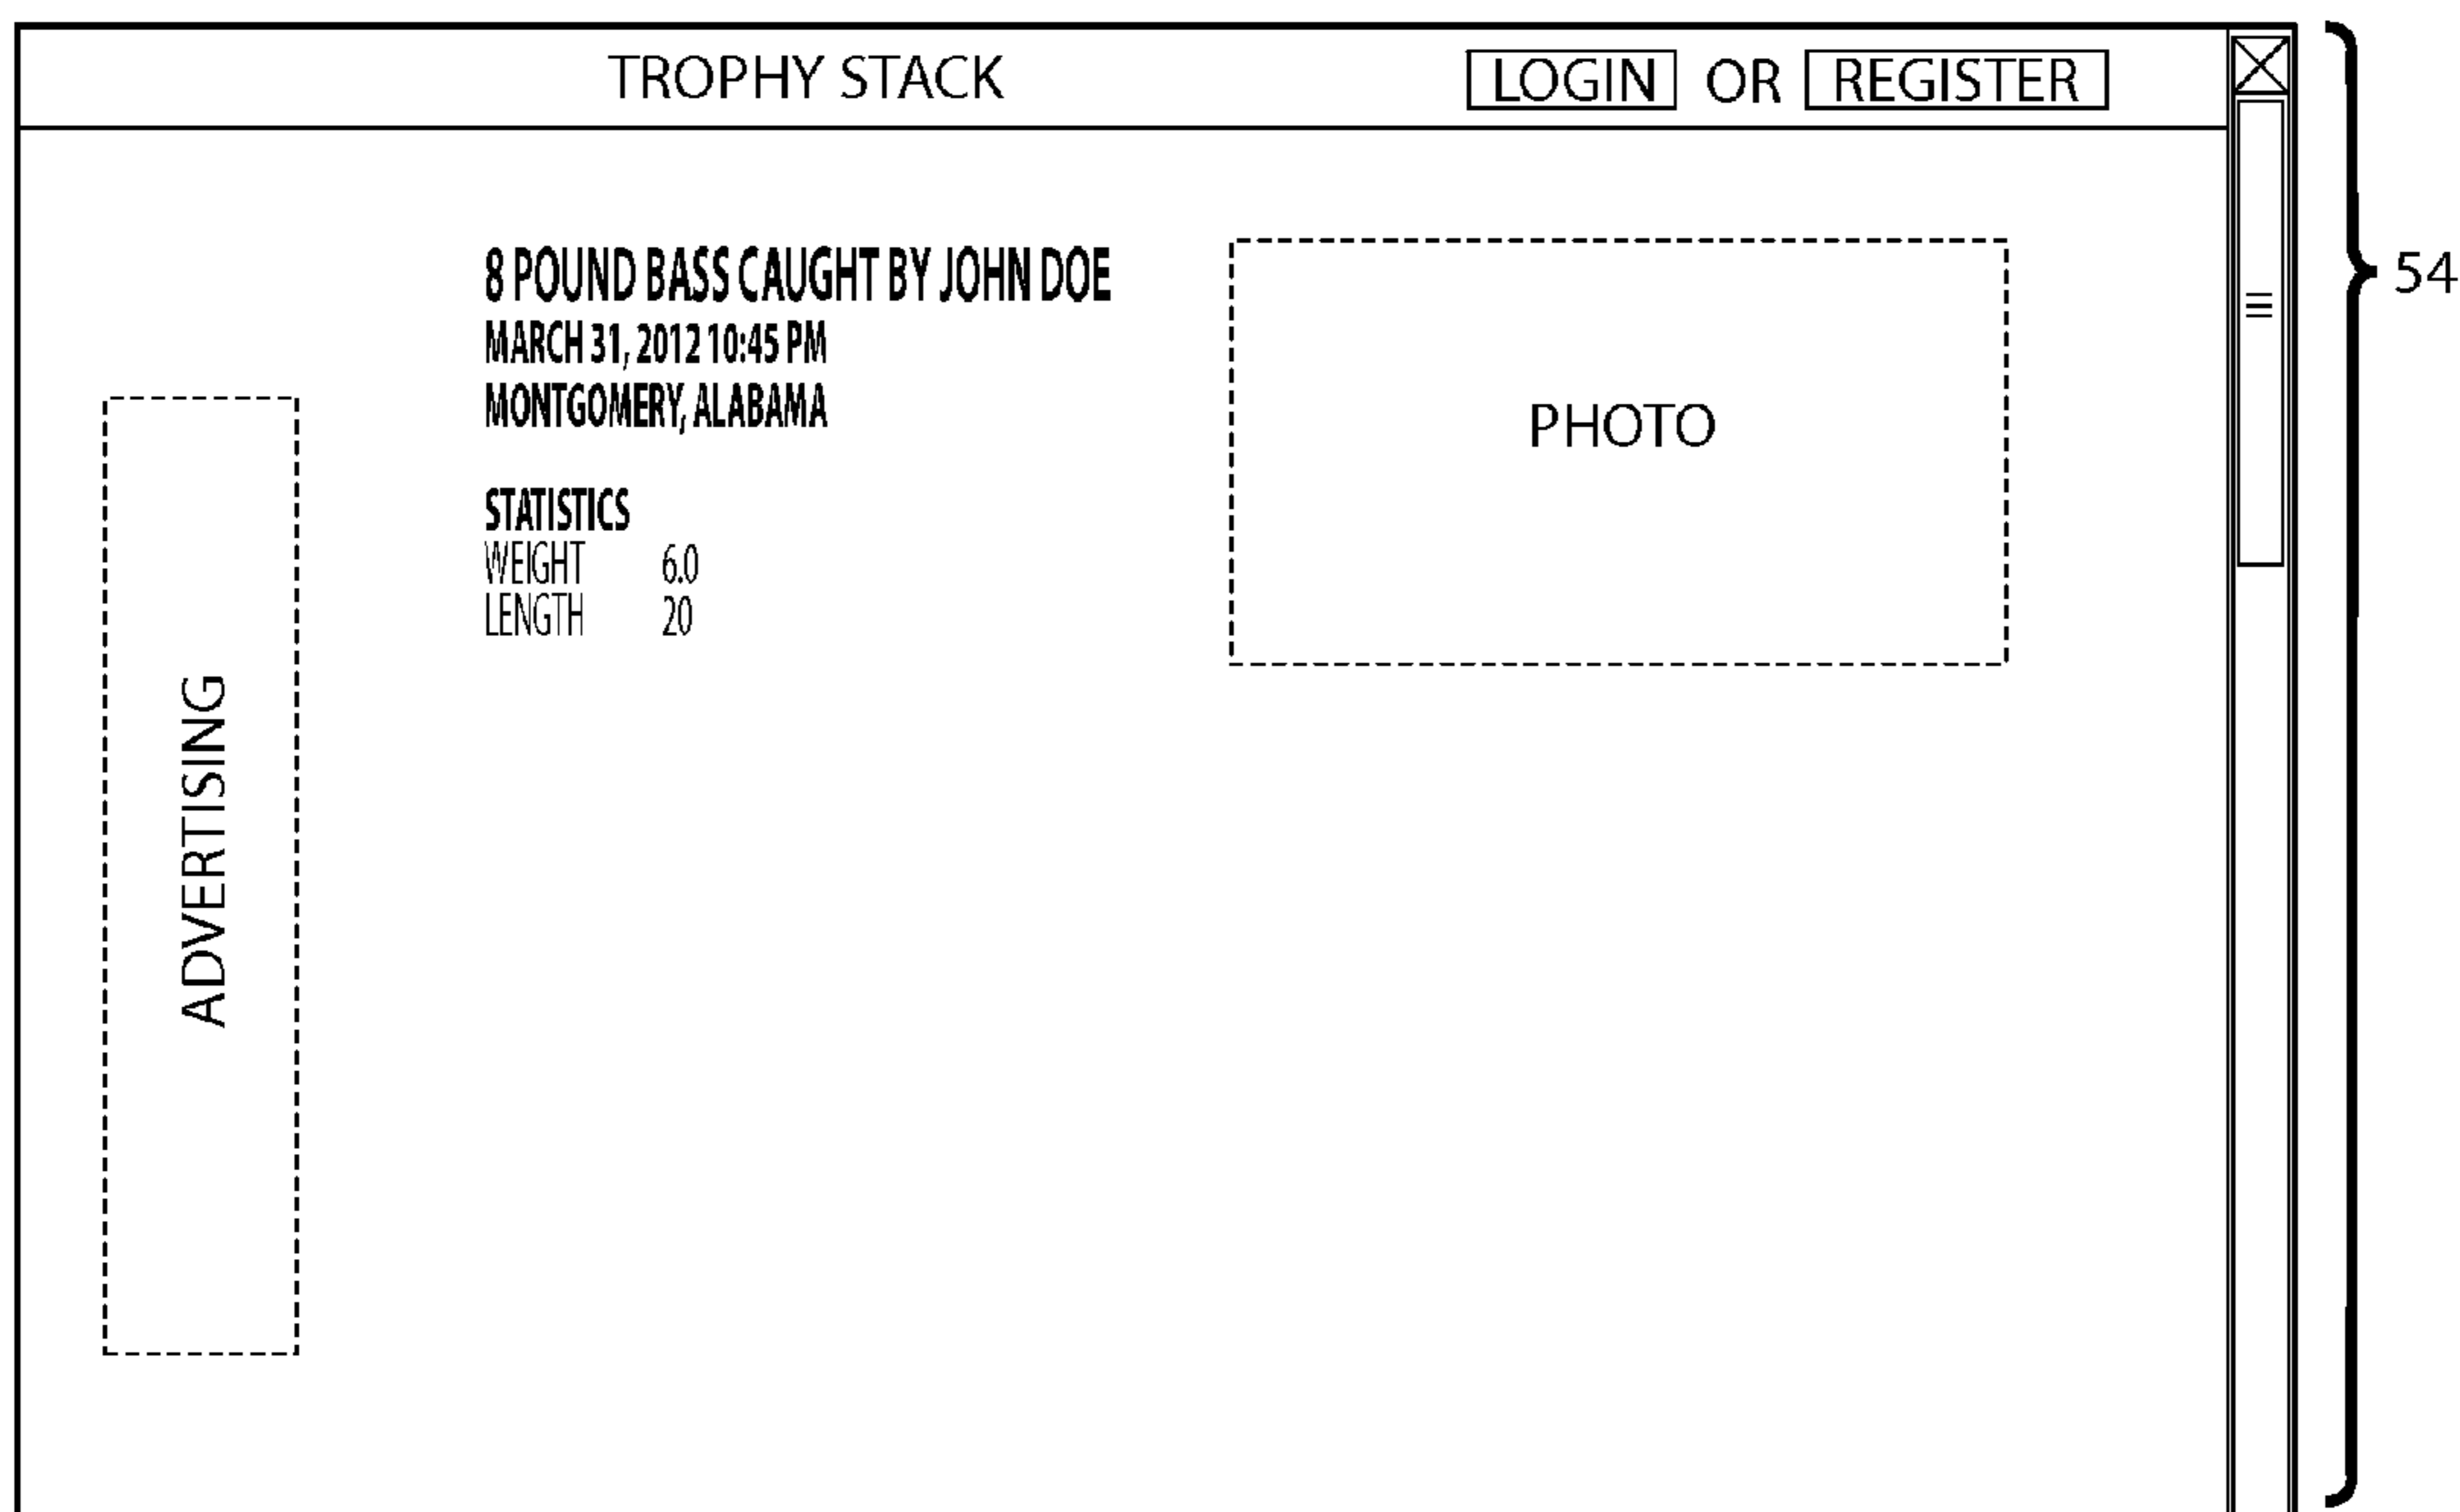 TROPHY STACK
LOGIN OR REGISTER
54
8 POUND BASS CAUGHT BY JOHN DOE
MARCH 31, 2012 10:45 PM
MONTGOMERY, ALABAMA
PHOTO
STATISTICS
WEIGHT 6.0
LENGTH 20
ADVERTISING